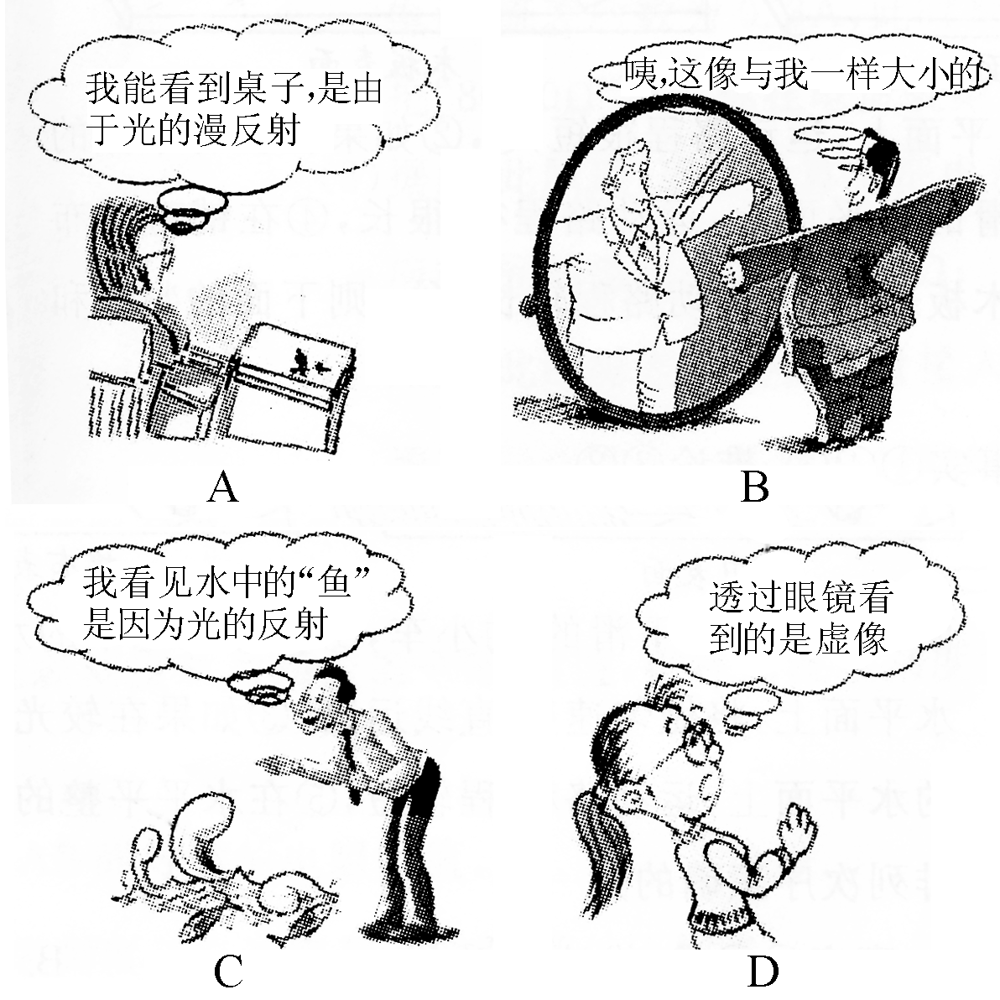 我能看到桌子,是由
于光的漫反射
A
咦,这像与我一样大小的
B
我看见水中的“鱼”
是因为光的反射
C
透过眼镜看
到的是虚像
D